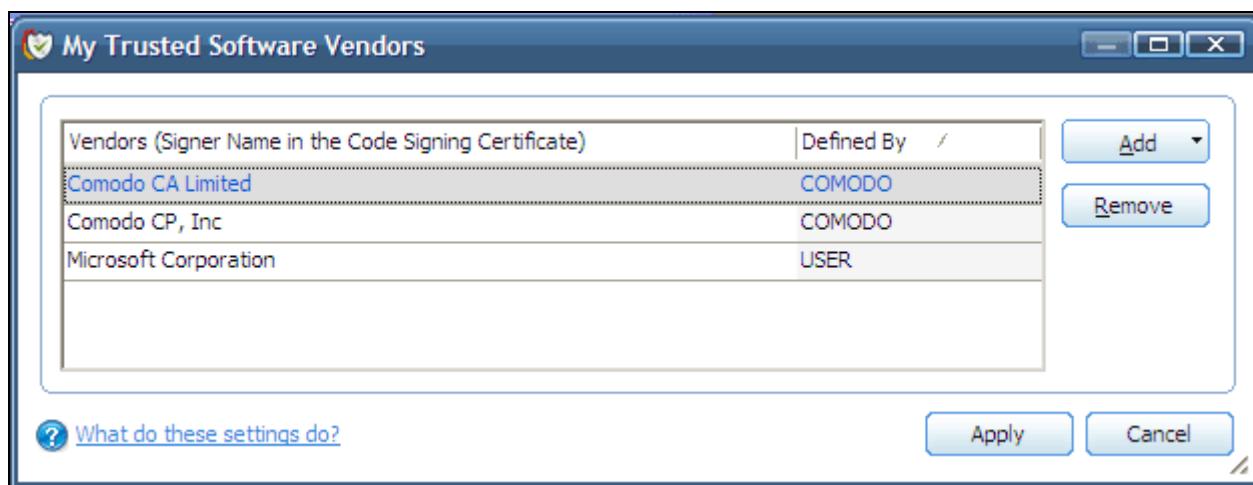 My Trusted Software Vendors
Vendors (Signer Name in the Code Signing Certificate) Defined By
Add
Comodo CA Limited COMODO
Remove
Comodo CP, Inc COMODO
Microsoft Corporation USER
What do these settings do?
Apply Cancel